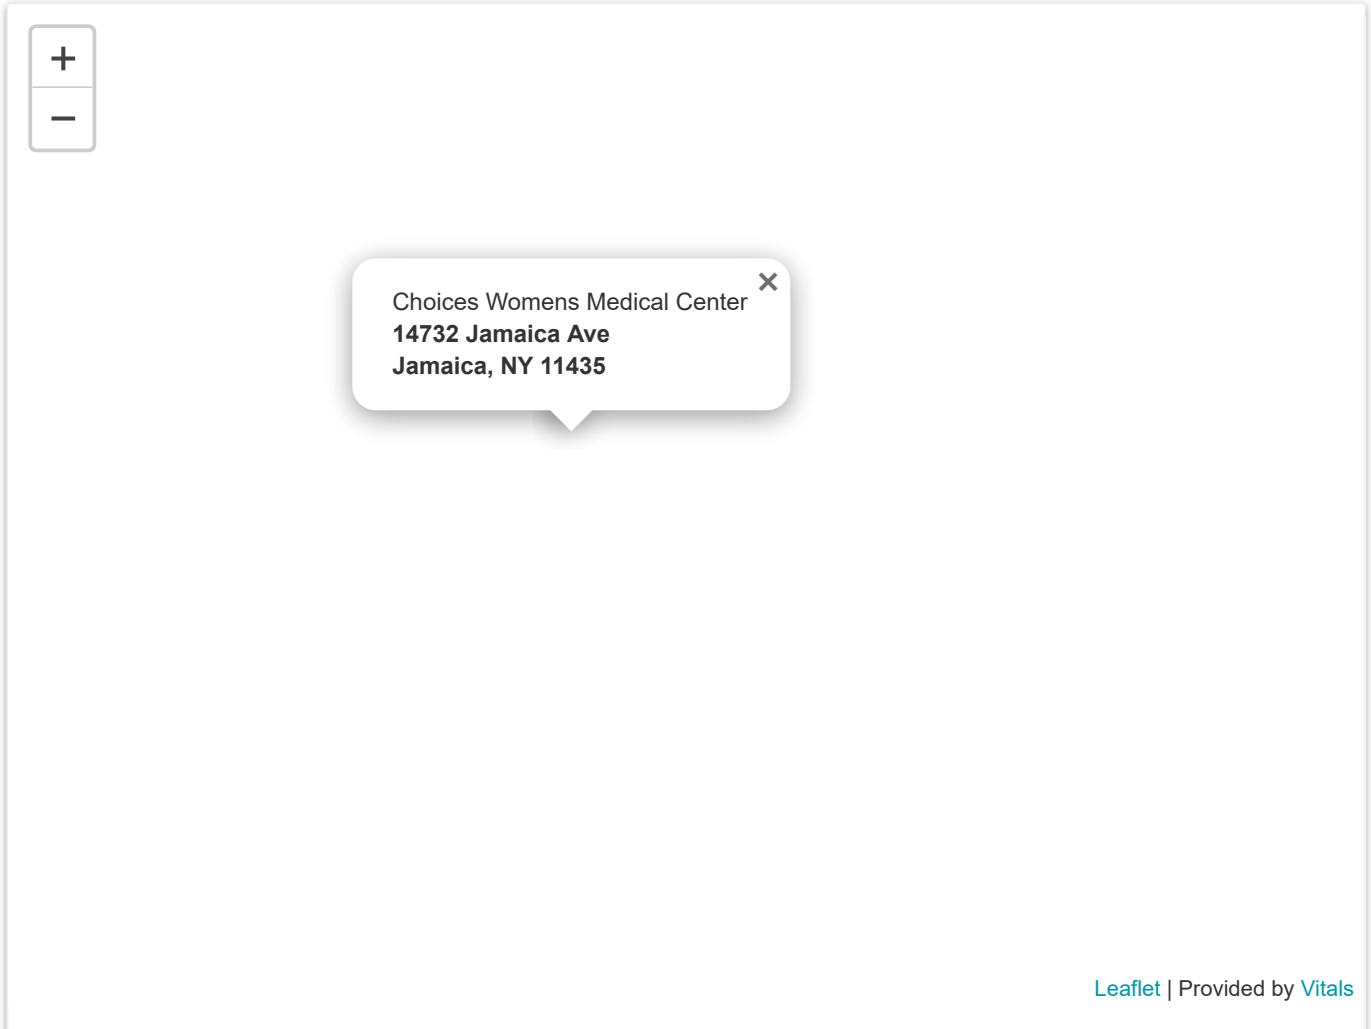 +
−
Choices Womens Medical Center
×
14732 Jamaica Ave
Jamaica, NY 11435
Leaflet | Provided by Vitals